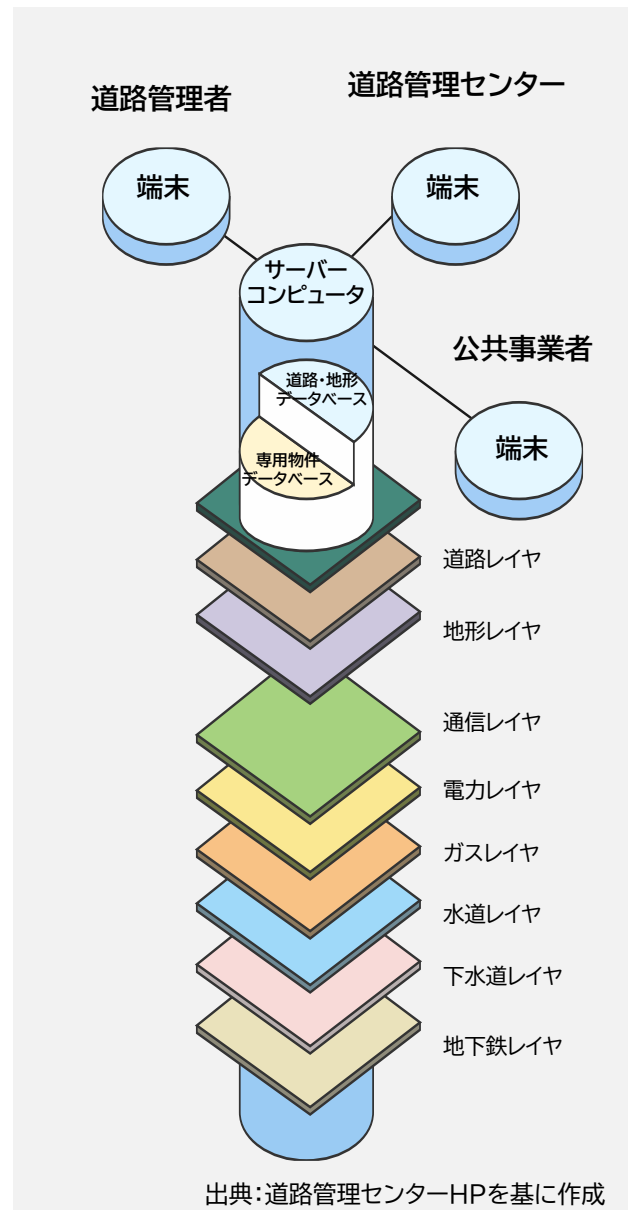 道路管理センター
道路管理者
端末
端末
サーバー
コンピュータ
公共事業者
端末
道路・地形
データベース
専用物件
データベース
道路レイヤ
地形レイヤ
通信レイヤ
電力レイヤ
ガスレイヤ
水道レイヤ
下水道レイヤ
地下鉄レイヤ
出典:道路管理センターHPを基に作成